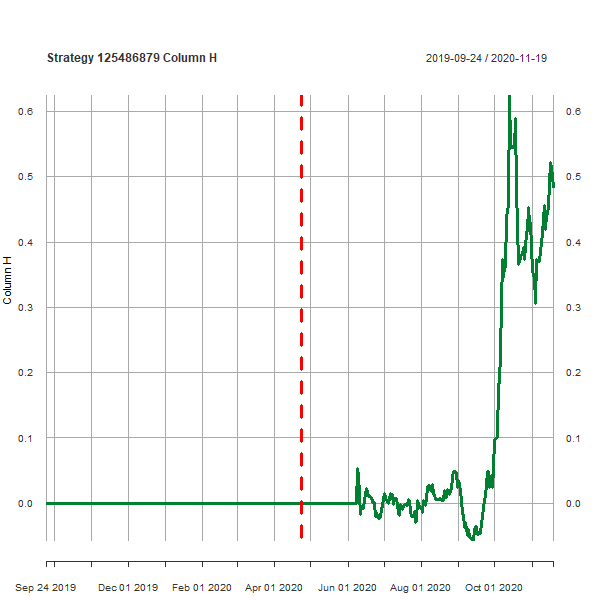 Strategy 125486879 Column H
2019-09-24 / 2020-11-19
0.6
0.6
0.5
0.5
0.4
0.4
Column H
0.3
0.3
0.2
0.2
0.1
0.1
0.0
0.0
Sep 24 2019
Dec 01 2019
Feb 01 2020
Apr 01 2020
Jun 01 2020
Aug 01 2020
Oct 01 2020